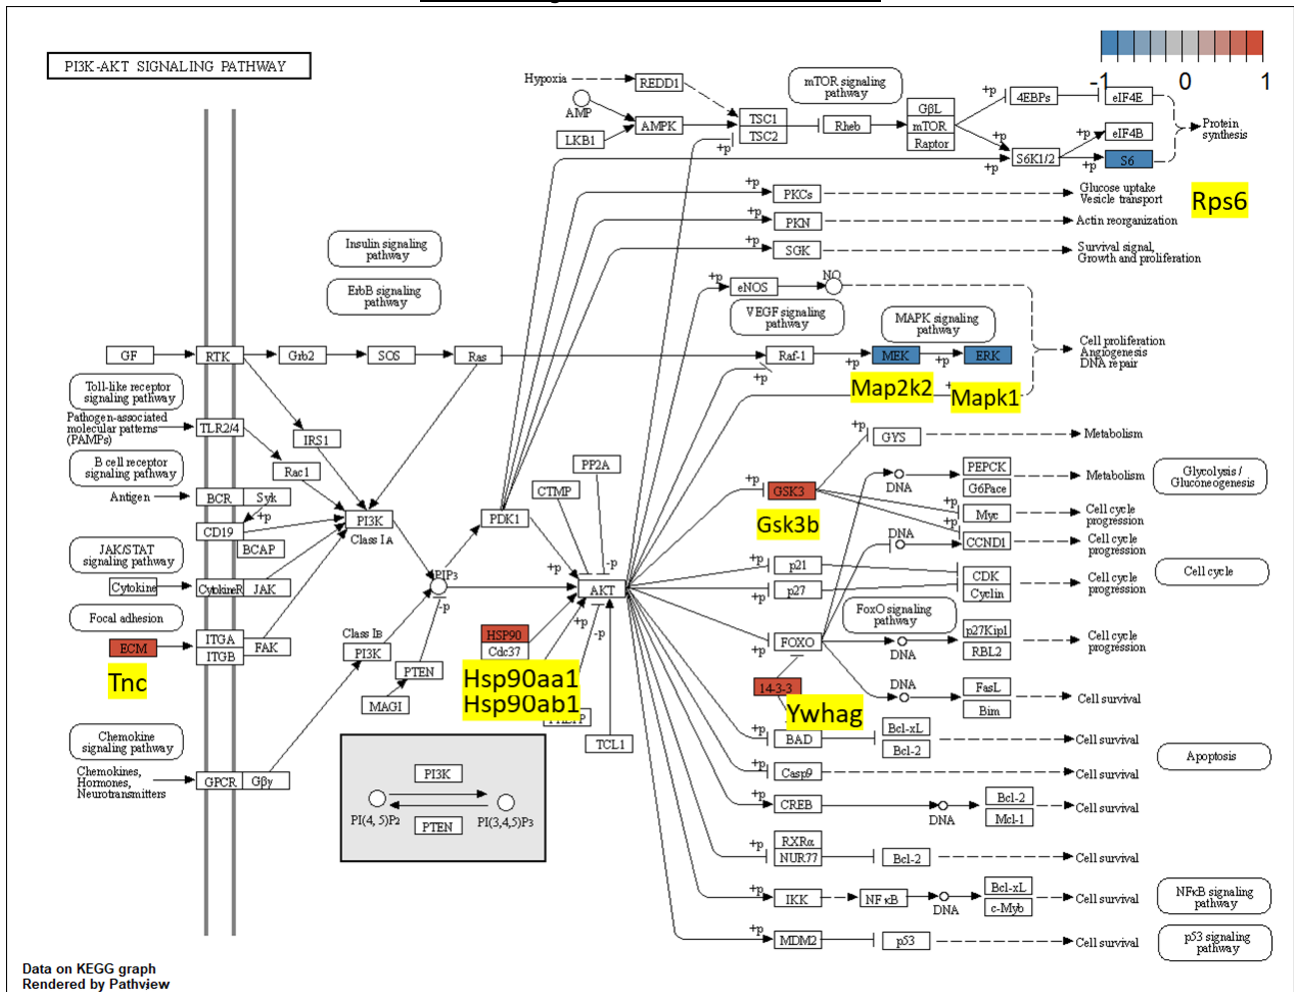 PI3K-AKT SIGNALING PATHWAY
-1 0 1
Hypoxia
REDD1
mTOR signaling
pathway
AMP
LKB1
AMPK
TSC1
TSC2
+p
Rheb
GβL
mTOR
Raptor
+p
4EBPs
eIF4E
+p
+p
S6K1/2
+p
eIF4B
+p
S6
Protein
synthesis
Rps6
+p
PKCs
Glucose uptake
Vesicle transport
+p
PKN
Actin reorganization
+p
SGK
Survival signal,
Growth and proliferation
Insulin signaling
pathway
ErbB signaling
pathway
+p
eNOS
NO
VEGF signaling
pathway
MAPK signaling
pathway
GF
RTK
Grb2
SOS
Ras
Raf-1
+p
+p
MEK
+p
ERK
Cell proliferation
Angiogenesis
DNA repair
Map2k2
Mapk1
Toll-like receptor
signaling pathway
Pathogen-associated
molecular patterns
(PAMPs)
TLR2/4
IRS1
Rac1
B cell receptor
signaling pathway
Antigen
BCR
Syk
+p
CD19
BCAP
PI3K
Class IA
JAK/STAT
signaling pathway
Cytokine
CytokineR
JAK
Focal adhesion
ECM
Tnc
ITGA
ITGB
FAK
Chemokine
signaling pathway
Chemokines,
Hormones,
Neurotransmitters
GPCR
Gβγ
Class IB
PI3K
PTEN
MAGI
PIP3
-p
PDK1
CTMP
PP2A
+p
-p
AKT
HSP90
Cdc37
+p
-p
Hsp90aa1
Hsp90ab1
TCL1
PI3K
PI(4, 5)P2
PI(3,4,5)P3
PTEN
+p
GYS
Metabolism
+p
GSK3
Gsk3b
DNA
PEPCK
G6Pace
Metabolism
Glycolysis /
Gluconeogenesis
Myc
Cell cycle
progression
DNA
CCND1
Cell cycle
progression
+p
p21
+p
p27
CDK
Cyclin
Cell cycle
progression
Cell cycle
FoxO signaling
pathway
+p
FOXO
DNA
p27Kip1
RBL2
Cell cycle
progression
14-3-3
Ywhag
DNA
FasL
Bim
Cell survival
+p
BAD
Bcl-xL
Bcl-2
Cell survival
Apoptosis
+p
Casp9
Cell survival
+p
CREB
DNA
Bcl-2
Mcl-1
Cell survival
+p
RXRα
NUR77
Bcl-2
Cell survival
+p
IKK
NFκB
DNA
Bcl-xL
c-Myb
Cell survival
NFκB signaling
pathway
+p
MDM2
p53
Cell survival
p53 signaling
pathway
Data on KEGG graph
Rendered by Pathview